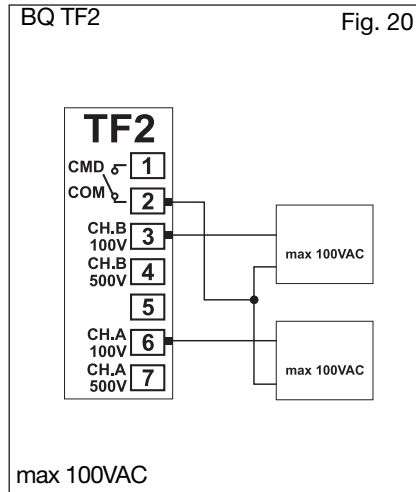 BQ TF2 Fig. 20
TF2
CMD 1
COM 2
CH.B
100V 3
CH.B
500V 4
5
CH.A
100V 6
CH.A
500V 7
max 100VAC
max 100VAC
max 100VAC